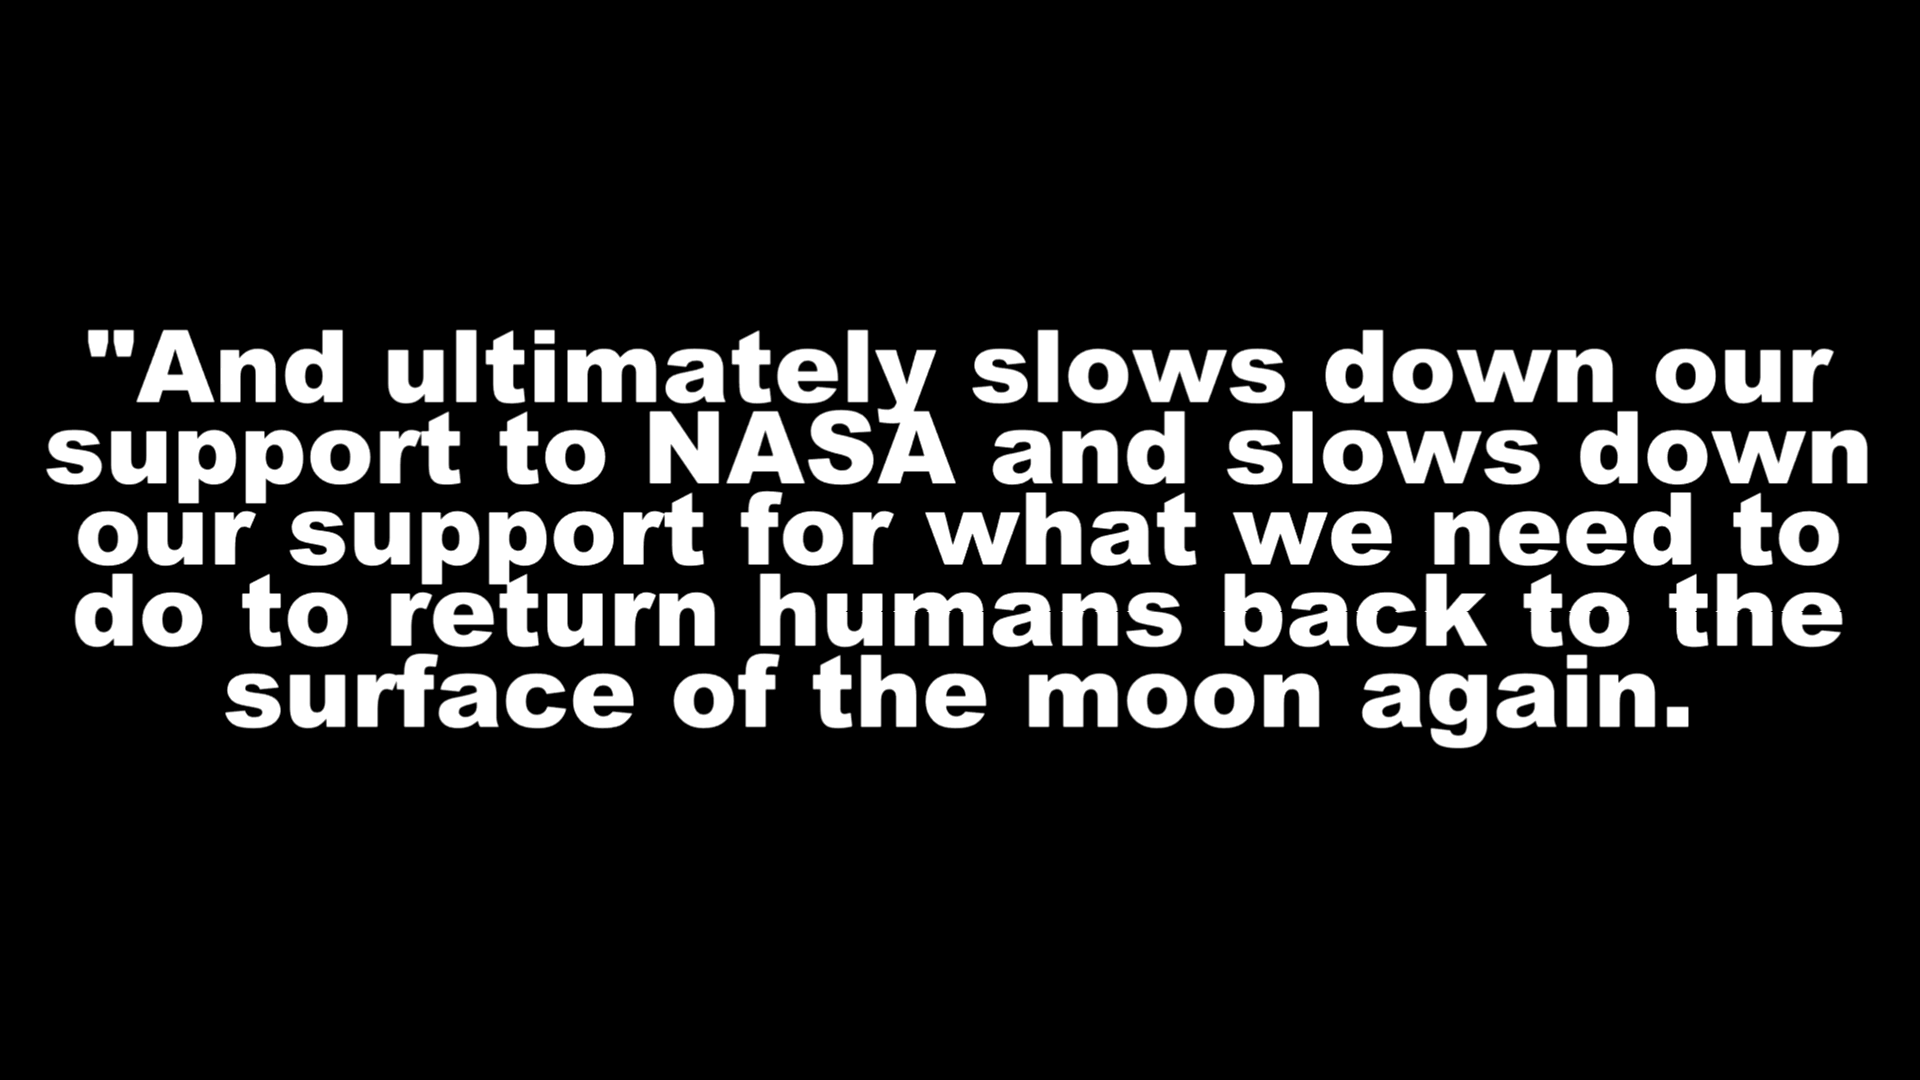 "And ultimately slows down our
support to NASA and slows down
our support for what we need to
do to return humans back to the
surface of the moon again.